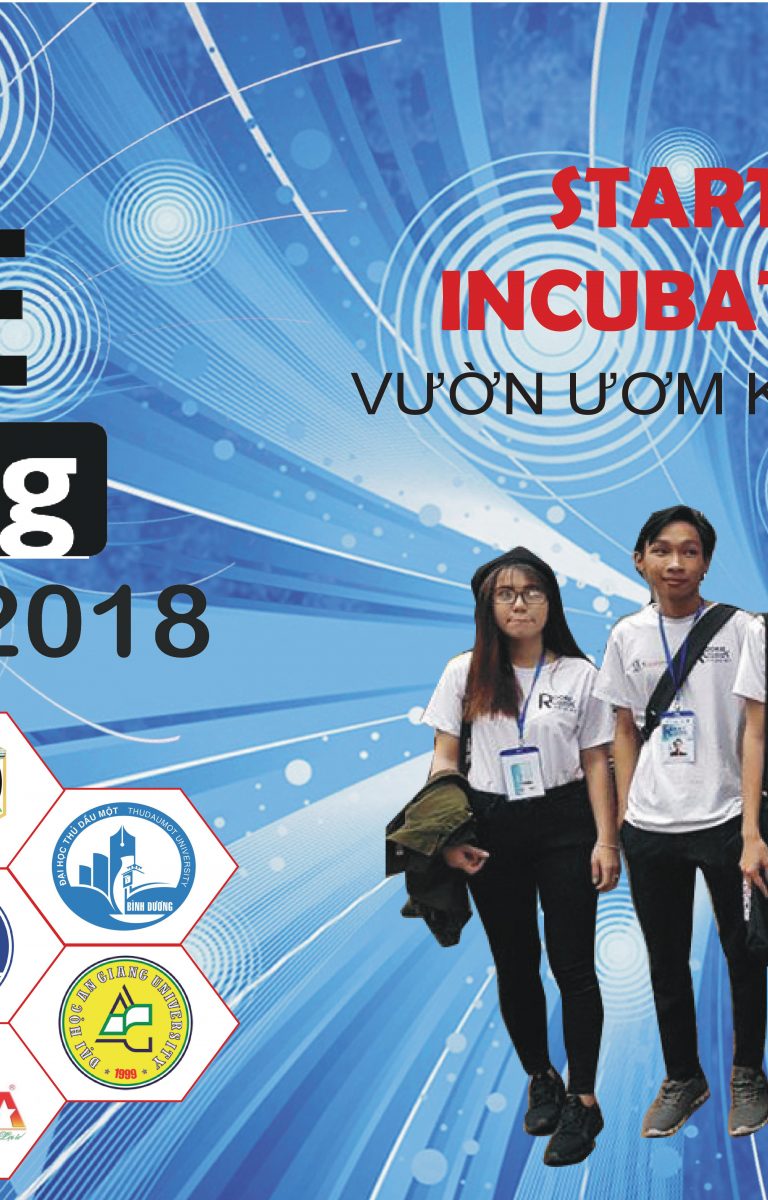 START
INCUBAT
VƯỜN ƯƠM K
E
g
2018
ĐẠI HỌC THỦ DẦU MỘT THUDAUMOT UNIVERSITY
BÌNH DƯƠNG
ĐẠI HỌC AN GIANG UNIVERSITY
* 1999 *
A®